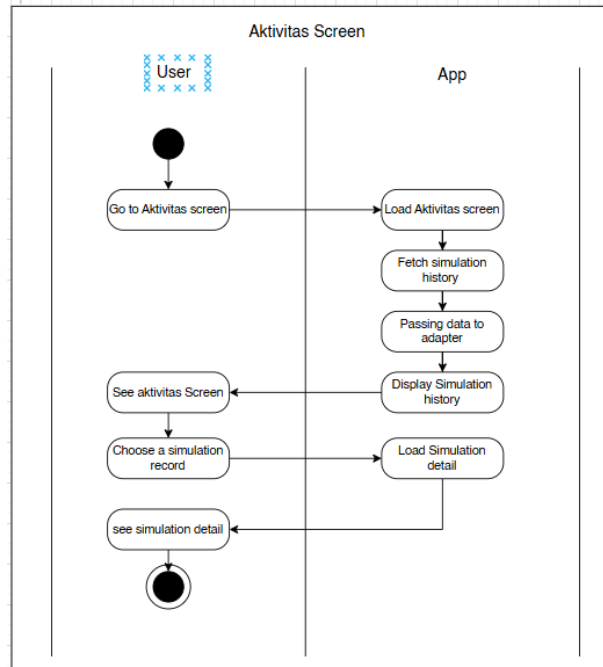 Aktivitas Screen
User
App
Go to Aktivitas screen
Load Aktivitas screen
Fetch simulation
history
Passing data to
adapter
Display Simulation
history
See aktivitas Screen
Choose a simulation
record
Load Simulation
detail
see simulation detail